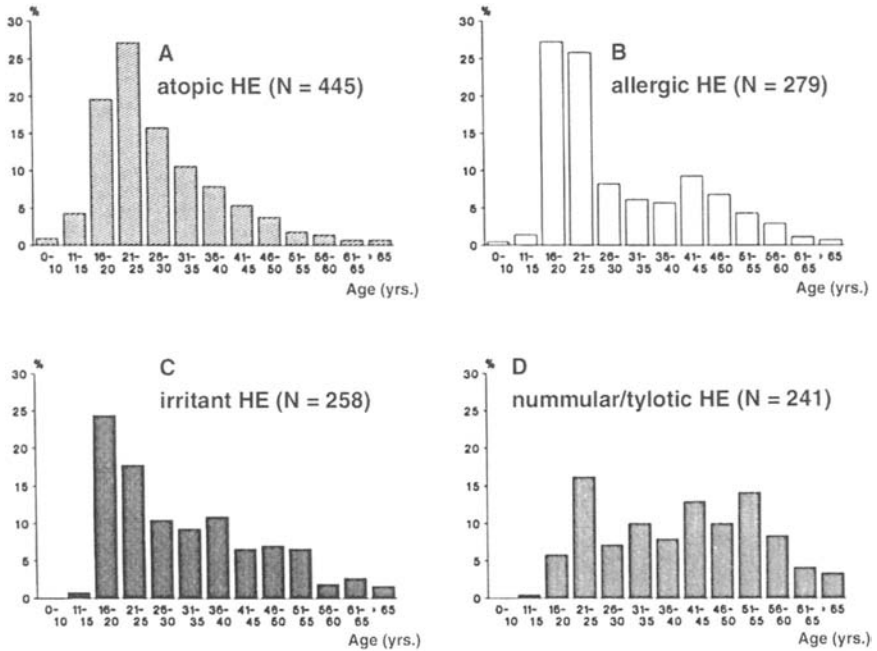 %
30
25
20
15
10
5
0
A
atopic HE (N = 445)
0- 11- 16- 21- 26- 31- 36- 41- 46- 51- 56- 61- > 65
10 15 20 25 30 35 40 45 50 55 60 65
Age (yrs.)
%
30
25
20
15
10
5
0
B
allergic HE (N = 279)
0- 11- 16- 21- 26- 31- 36- 41- 46- 51- 56- 61- > 65
10 15 20 25 30 35 40 45 50 55 60 65
Age (yrs.)
%
30
25
20
15
10
5
0
C
irritant HE (N = 258)
0- 11- 16- 21- 26- 31- 36- 41- 46- 51- 56- 61- > 65
10 15 20 25 30 35 40 45 50 55 60 65
Age (yrs.)
%
30
25
20
15
10
5
0
D
nummular/tylotic HE (N = 241)
0- 11- 16- 21- 26- 31- 36- 41- 46- 51- 56- 61- > 65
10 15 20 25 30 35 40 45 50 55 60 65
Age (yrs.)